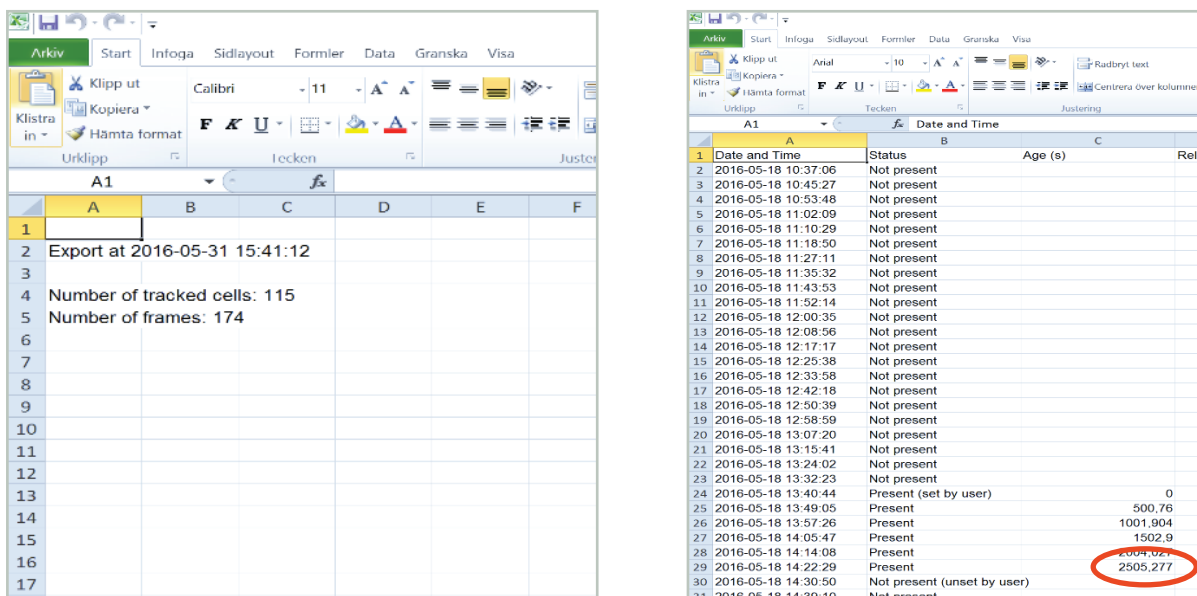 Arkiv Start Infoga Sidlayout Formler Data Granska Visa
Klistra in
Klipp ut
Kopiera
Hämta format
Urklipp
Calibri 11
F K U A
Tecken
A1 fx
A B C D E F
1
2 Export at 2016-05-31 15:41:12
3
4 Number of tracked cells: 115
5 Number of frames: 174
6
7
8
9
10
11
12
13
14
15
16
17
Arkiv Start Infoga Sidlayout Formler Data Granska Visa
Klistra in
Klipp ut
Kopiera
Hämta format
Urklipp
Arial 10
F K U A
Tecken
Radbryt text
Centrera över kolumner
Justering
A1 fx Date and Time
A B C
1 Date and Time Status Age (s)
2 2016-05-18 10:37:06 Not present
3 2016-05-18 10:45:27 Not present
4 2016-05-18 10:53:48 Not present
5 2016-05-18 11:02:09 Not present
6 2016-05-18 11:10:29 Not present
7 2016-05-18 11:18:50 Not present
8 2016-05-18 11:27:11 Not present
9 2016-05-18 11:35:32 Not present
10 2016-05-18 11:43:53 Not present
11 2016-05-18 11:52:14 Not present
12 2016-05-18 12:00:35 Not present
13 2016-05-18 12:08:56 Not present
14 2016-05-18 12:17:17 Not present
15 2016-05-18 12:25:38 Not present
16 2016-05-18 12:33:58 Not present
17 2016-05-18 12:42:18 Not present
18 2016-05-18 12:50:39 Not present
19 2016-05-18 12:58:59 Not present
20 2016-05-18 13:07:20 Not present
21 2016-05-18 13:15:41 Not present
22 2016-05-18 13:24:02 Not present
23 2016-05-18 13:32:23 Not present
24 2016-05-18 13:40:44 Present (set by user) 0
25 2016-05-18 13:49:05 Present 500,76
26 2016-05-18 13:57:26 Present 1001,904
27 2016-05-18 14:05:47 Present 1502,9
28 2016-05-18 14:14:08 Present
29 2016-05-18 14:22:29 Present 2505,277
30 2016-05-18 14:30:50 Not present (unset by user)